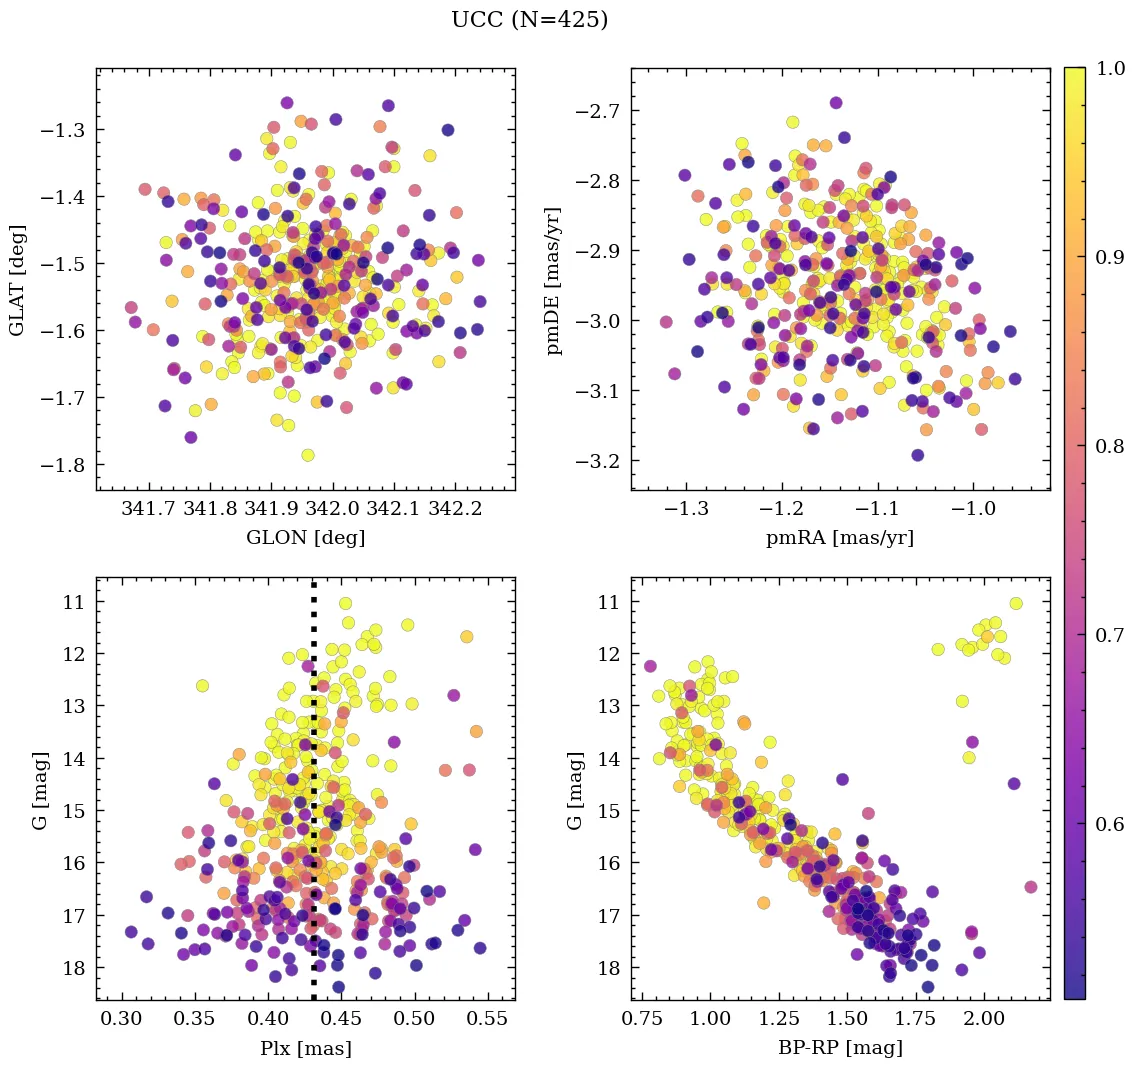 UCC (N=425)
−1.3
−1.4
−1.5
−1.6
−1.7
−1.8
GLAT [deg]
341.7 341.8 341.9 342.0 342.1 342.2
GLON [deg]
−2.7
−2.8
−2.9
−3.0
−3.1
−3.2
pmDE [mas/yr]
−1.3 −1.2 −1.1 −1.0
pmRA [mas/yr]
11
12
13
14
15
16
17
18
G [mag]
0.30 0.35 0.40 0.45 0.50 0.55
Plx [mas]
11
12
13
14
15
16
17
18
G [mag]
0.75 1.00 1.25 1.50 1.75 2.00
BP-RP [mag]
1.0
0.9
0.8
0.7
0.6